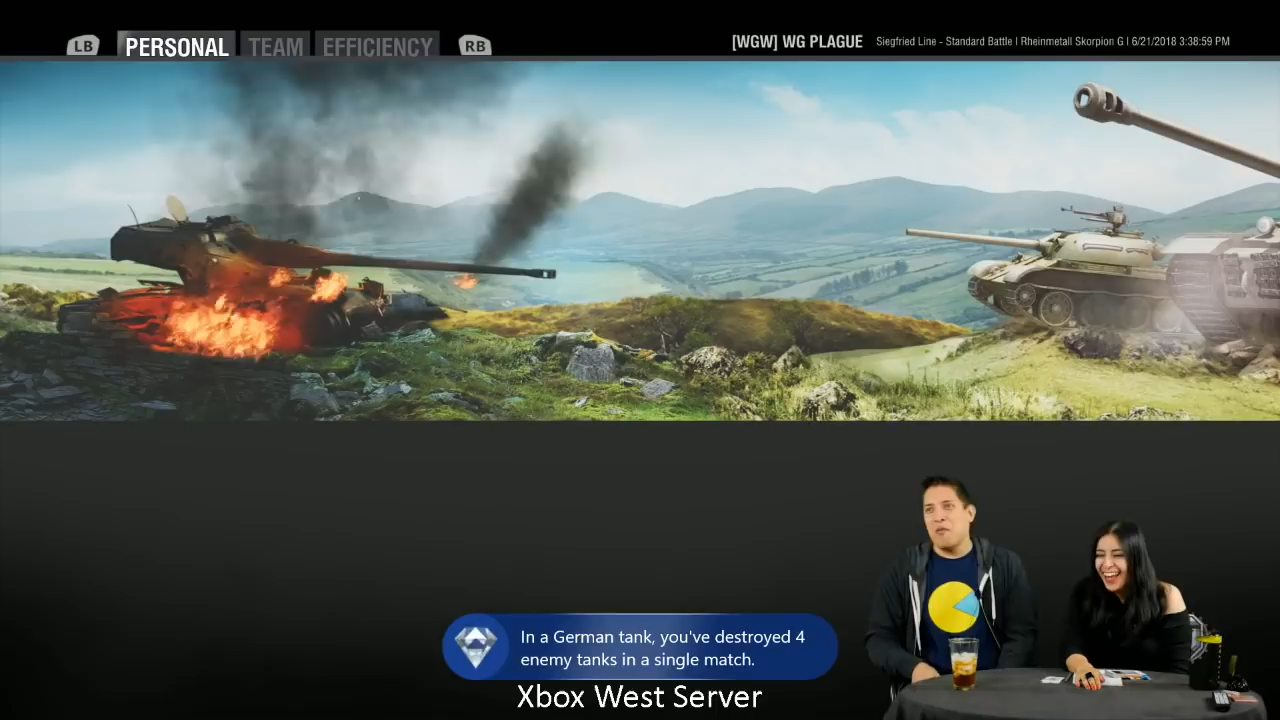 LB PERSONAL TEAM EFFICIENCY RB
[WGW] WG PLAGUE Siegfried Line - Standard Battle | Rheinmetall Skorpion G | 6/21/2018 3:38:59 PM
In a German tank, you've destroyed 4
enemy tanks in a single match.
Xbox West Server